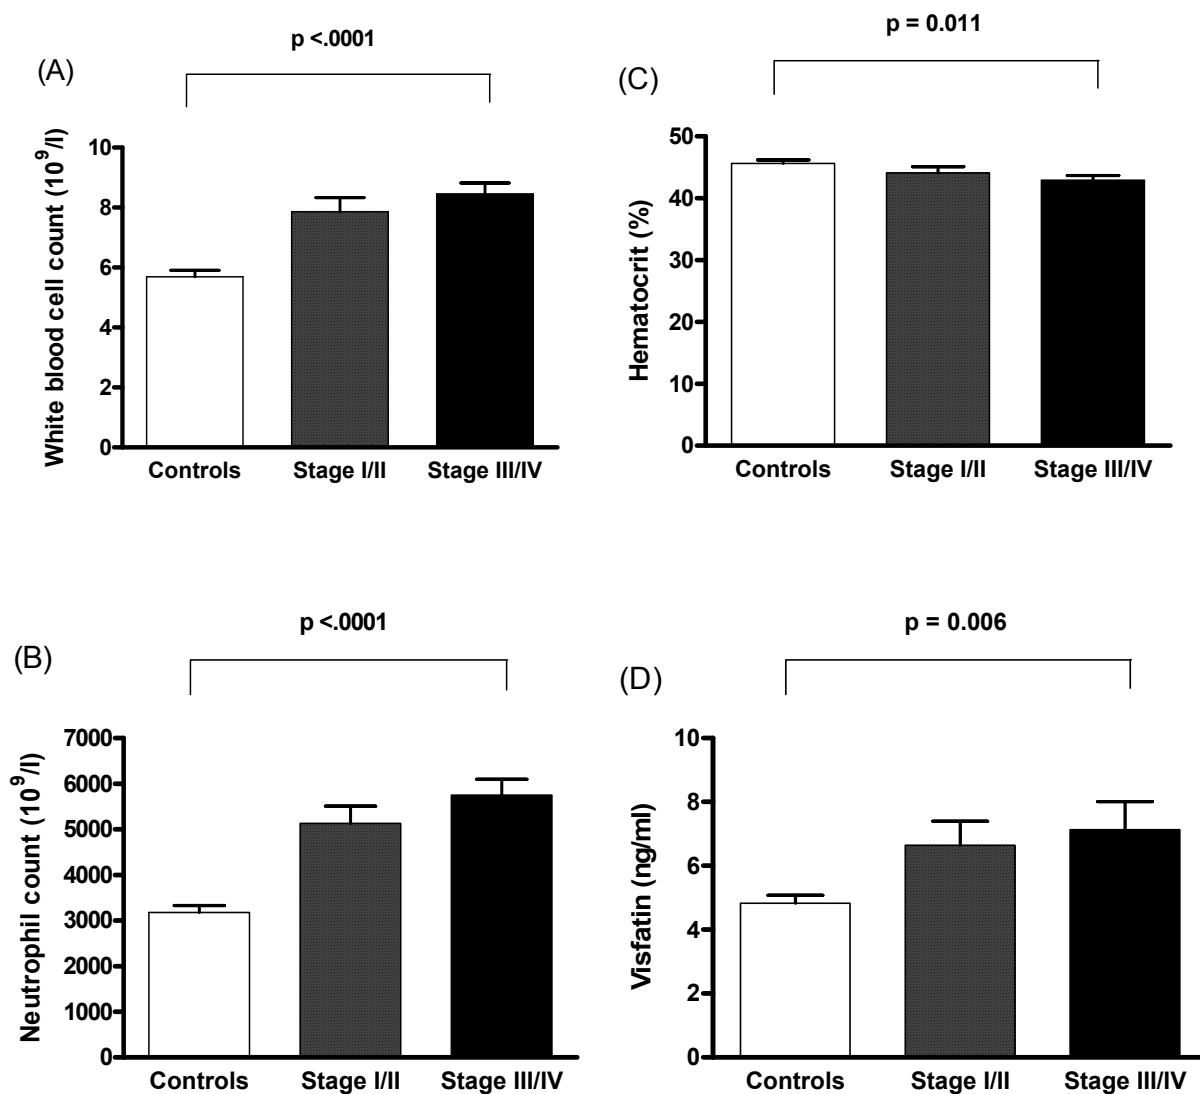 (A)
p <.0001
White blood cell count (10⁹/l)
10
8
6
4
2
0
Controls Stage I/II Stage III/IV
(C)
p = 0.011
Hematocrit (%)
50
40
30
20
10
0
Controls Stage I/II Stage III/IV
(B)
p <.0001
Neutrophil count (10⁹/l)
7000
6000
5000
4000
3000
2000
1000
0
Controls Stage I/II Stage III/IV
(D)
p = 0.006
Visfatin (ng/ml)
10
8
6
4
2
0
Controls Stage I/II Stage III/IV